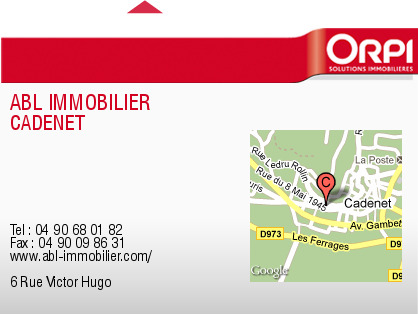 ORPI
SOLUTIONS IMMOBILIÈRES
ABL IMMOBILIER
CADENET
Tel : 04 90 68 01 82
Fax : 04 90 09 86 31
www.abl-immobilier.com/
6 Rue Victor Hugo
Rue Ledru Rollin
La Poste
Rue du 8 Mai 1945
uris
C
Cadenet
Av. Gambet
D973
Les Ferrages
D973
Google